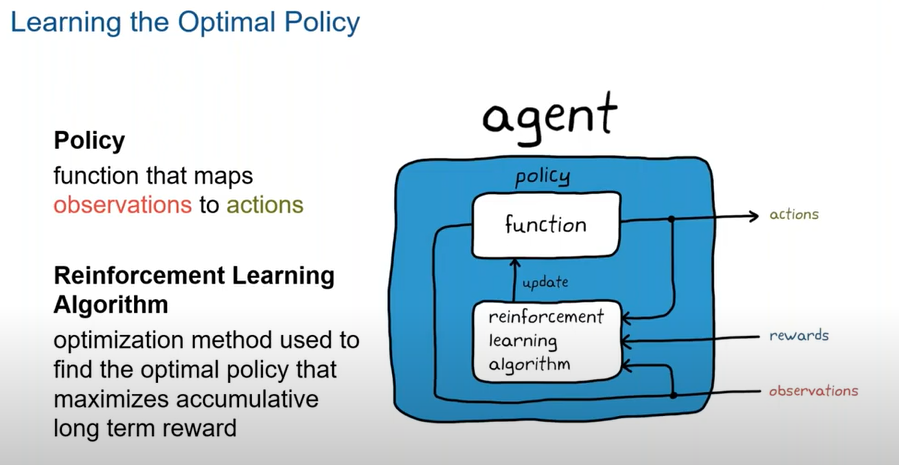 Learning the Optimal Policy
Policy
function that maps
observations to actions
Reinforcement Learning
Algorithm
optimization method used to
find the optimal policy that
maximizes accumulative
long term reward
agent
policy
function
actions
update
reinforcement
learning
algorithm
rewards
observations